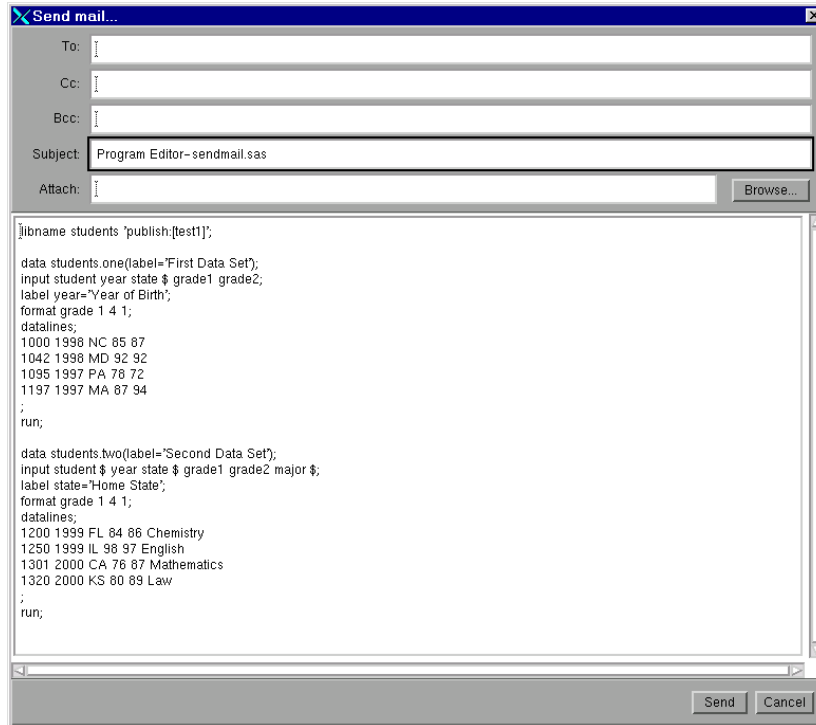 Send mail...
To:
Cc:
Bcc:
Subject: Program Editor-sendmail.sas
Attach: Browse...
libname students 'publish:[test1]';
data students.one(label='First Data Set');
input student year state $ grade1 grade2;
label year='Year of Birth';
format grade 1 4 1;
datalines;
1000 1998 NC 85 87
1042 1998 MD 92 92
1095 1997 PA 78 72
1197 1997 MA 87 94
;
run;
data students.two(label='Second Data Set');
input student $ year state $ grade1 grade2 major $;
label state='Home State';
format grade 1 4 1;
datalines;
1200 1999 FL 84 86 Chemistry
1250 1999 IL 98 97 English
1301 2000 CA 76 87 Mathematics
1320 2000 KS 80 89 Law
;
run;
Send Cancel